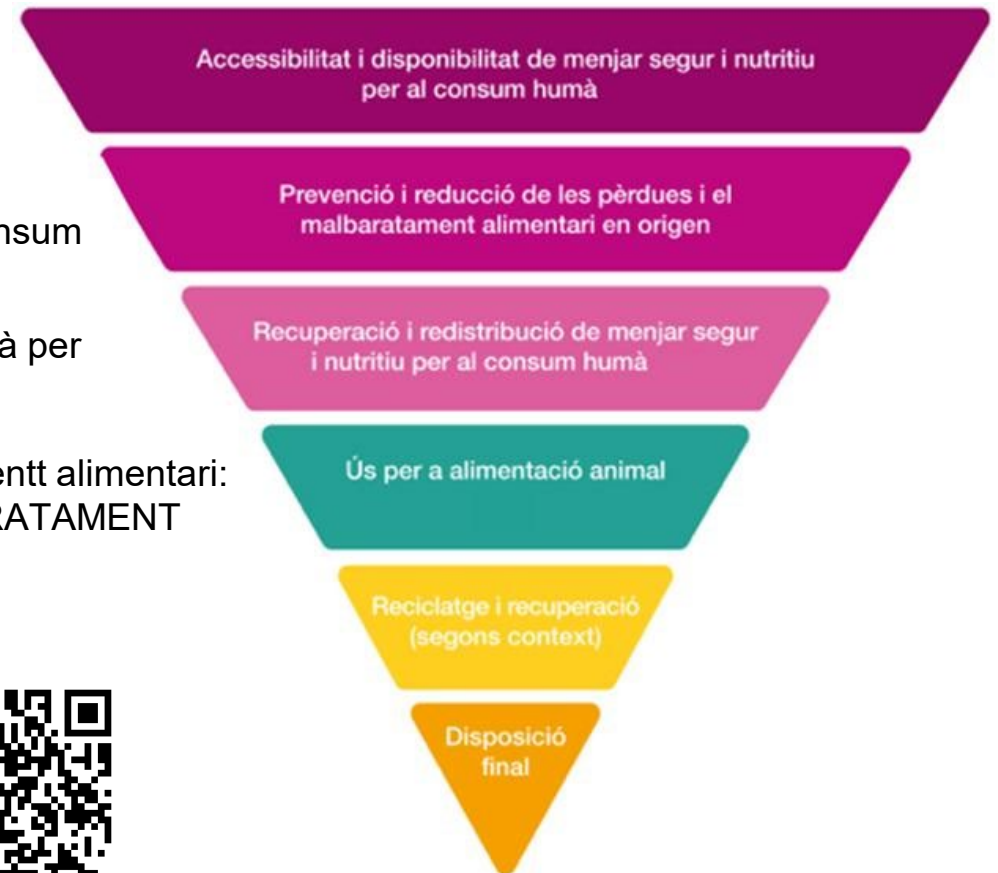 Accessibilitat i disponibilitat de menjar segur i nutritiu
per al consum humà
Prevenció i reducció de les pèrdues i el
malbaratament alimentari en origen
Recuperació i redistribució de menjar segur
i nutritiu per al consum humà
Ús per a alimentació animal
Reciclatge i recuperació
(segons context)
Disposició
final
nsum
à per
entt alimentari:
RATAMENT